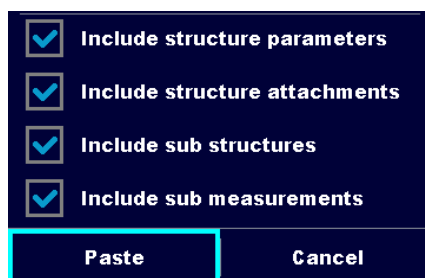 Include structure parameters
Include structure attachments
Include sub structures
Include sub measurements
Paste Cancel